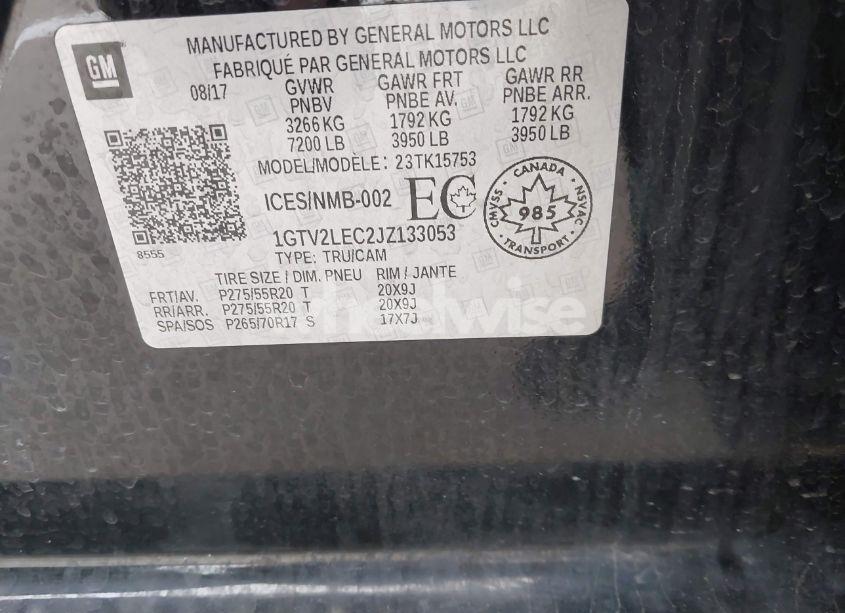 GM
MANUFACTURED BY GENERAL MOTORS LLC
FABRIQUÉ PAR GENERAL MOTORS LLC
08/17 GVWR GAWR FRT GAWR RR
PNBV PNBE AV. PNBE ARR.
3266 KG 1792 KG 1792 KG
7200 LB 3950 LB 3950 LB
MODEL/MODÈLE: 23TK15753
ICES/NMB-002 EC
CANADA
CMVSS 985 NSVAC
TRANSPORT
8555
1GTV2LEC2JZ133053
TYPE: TRU/CAM
TIRE SIZE / DIM. PNEU RIM / JANTE
FRT/AV. P275/55R20 T 20X9J
RR/ARR. P275/55R20 T 20X9J
SPA/SOS P265/70R17 S 17X7J
wheelwise